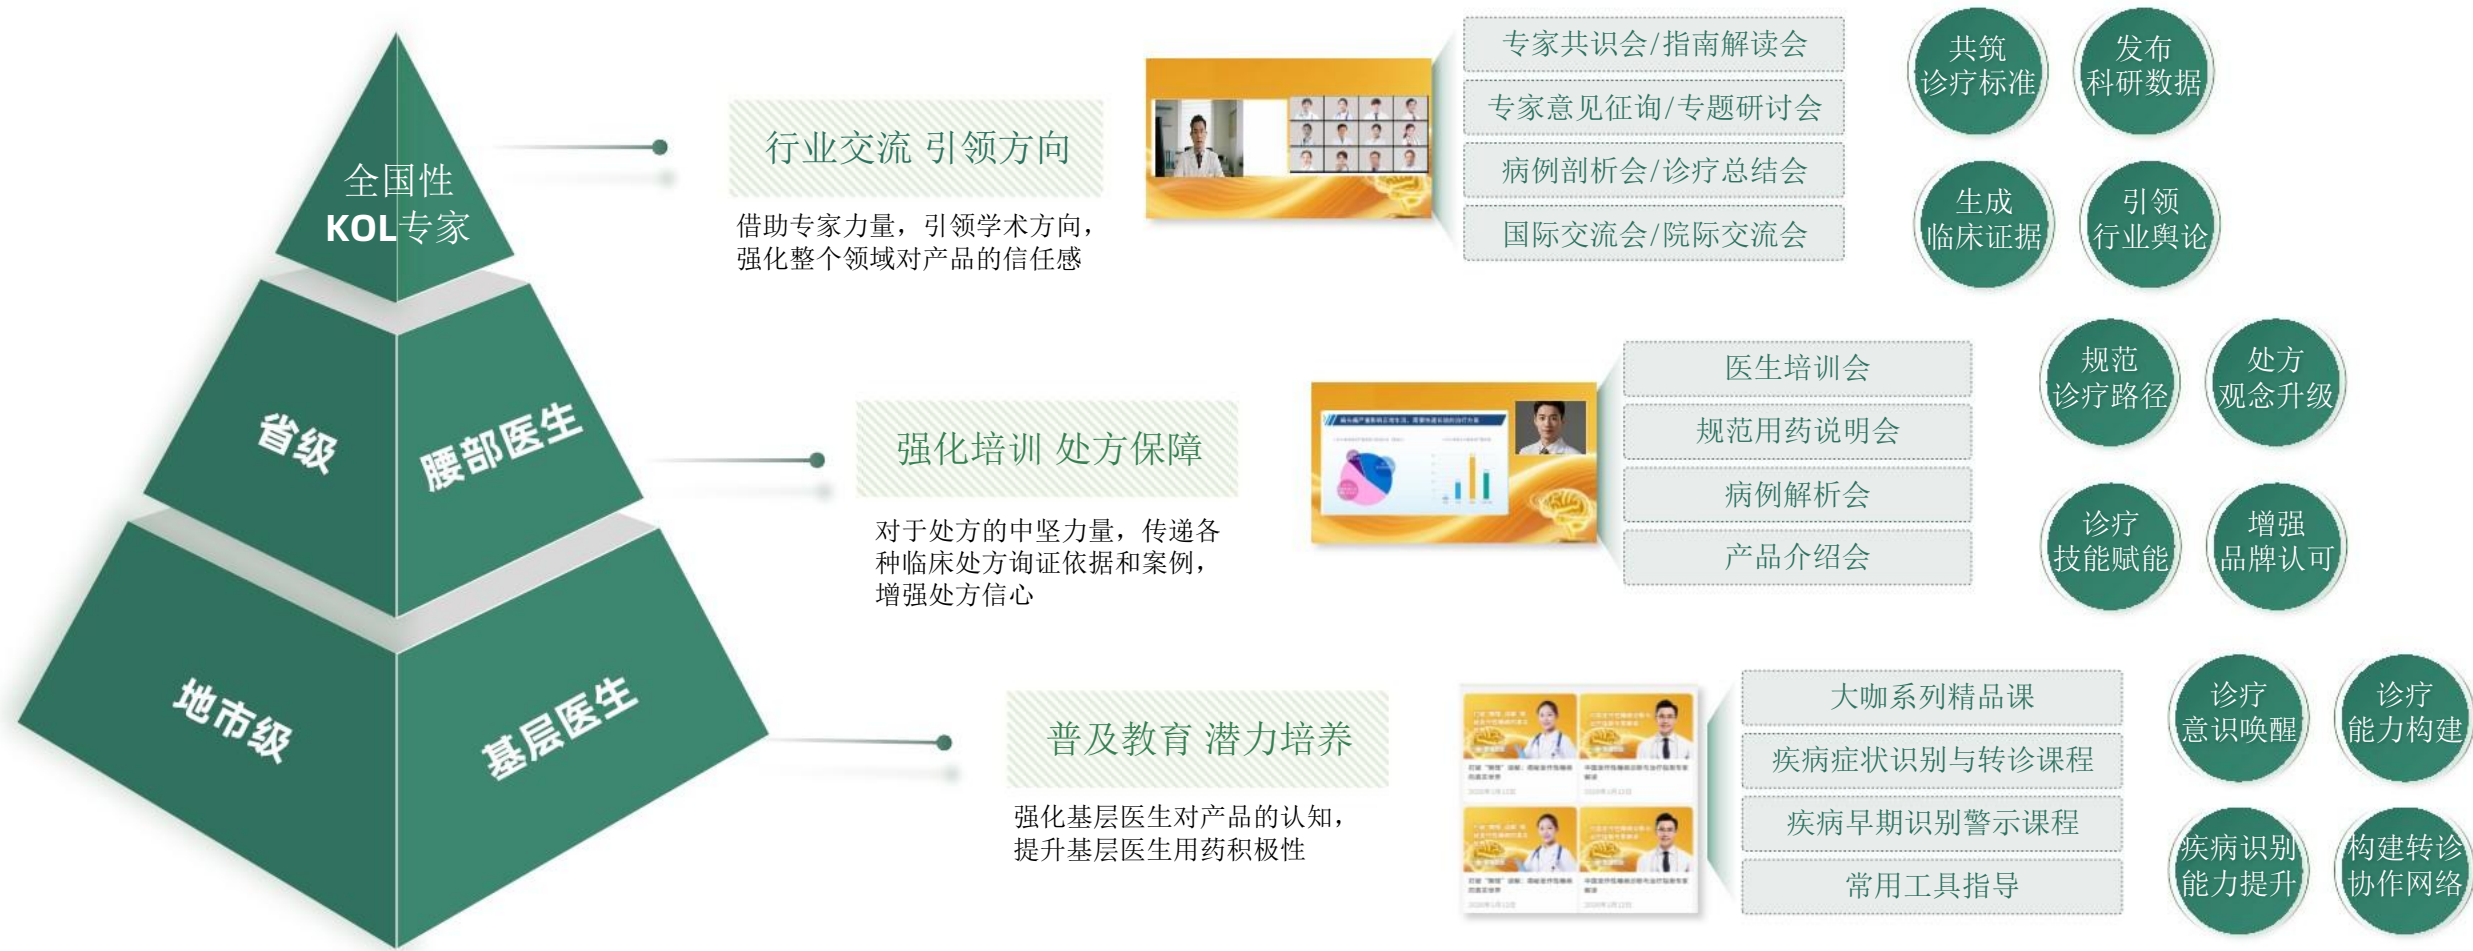 全国性
KOL专家
行业交流 引领方向
借助专家力量，引领学术方向，
强化整个领域对产品的信任感
专家共识会/指南解读会
专家意见征询/专题研讨会
病例剖析会/诊疗总结会
国际交流会/院际交流会
共筑
诊疗标准
发布
科研数据
生成
临床证据
引领
行业舆论
省级
腰部医生
强化培训 处方保障
对于处方的中坚力量，传递各
种临床处方询证依据和案例，
增强处方信心
医生培训会
规范用药说明会
病例解析会
产品介绍会
规范
诊疗路径
处方
观念升级
诊疗
技能赋能
增强
品牌认可
地市级
基层医生
普及教育 潜力培养
强化基层医生对产品的认知，
提升基层医生用药积极性
大咖系列精品课
疾病症状识别与转诊课程
疾病早期识别警示课程
常用工具指导
诊疗
意识唤醒
诊疗
能力构建
疾病识别
能力提升
构建转诊
协作网络